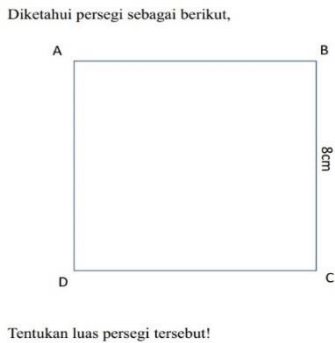 Diketahui persegi sebagai berikut,
A
B
8cm
D
C
Tentukan luas persegi tersebut!